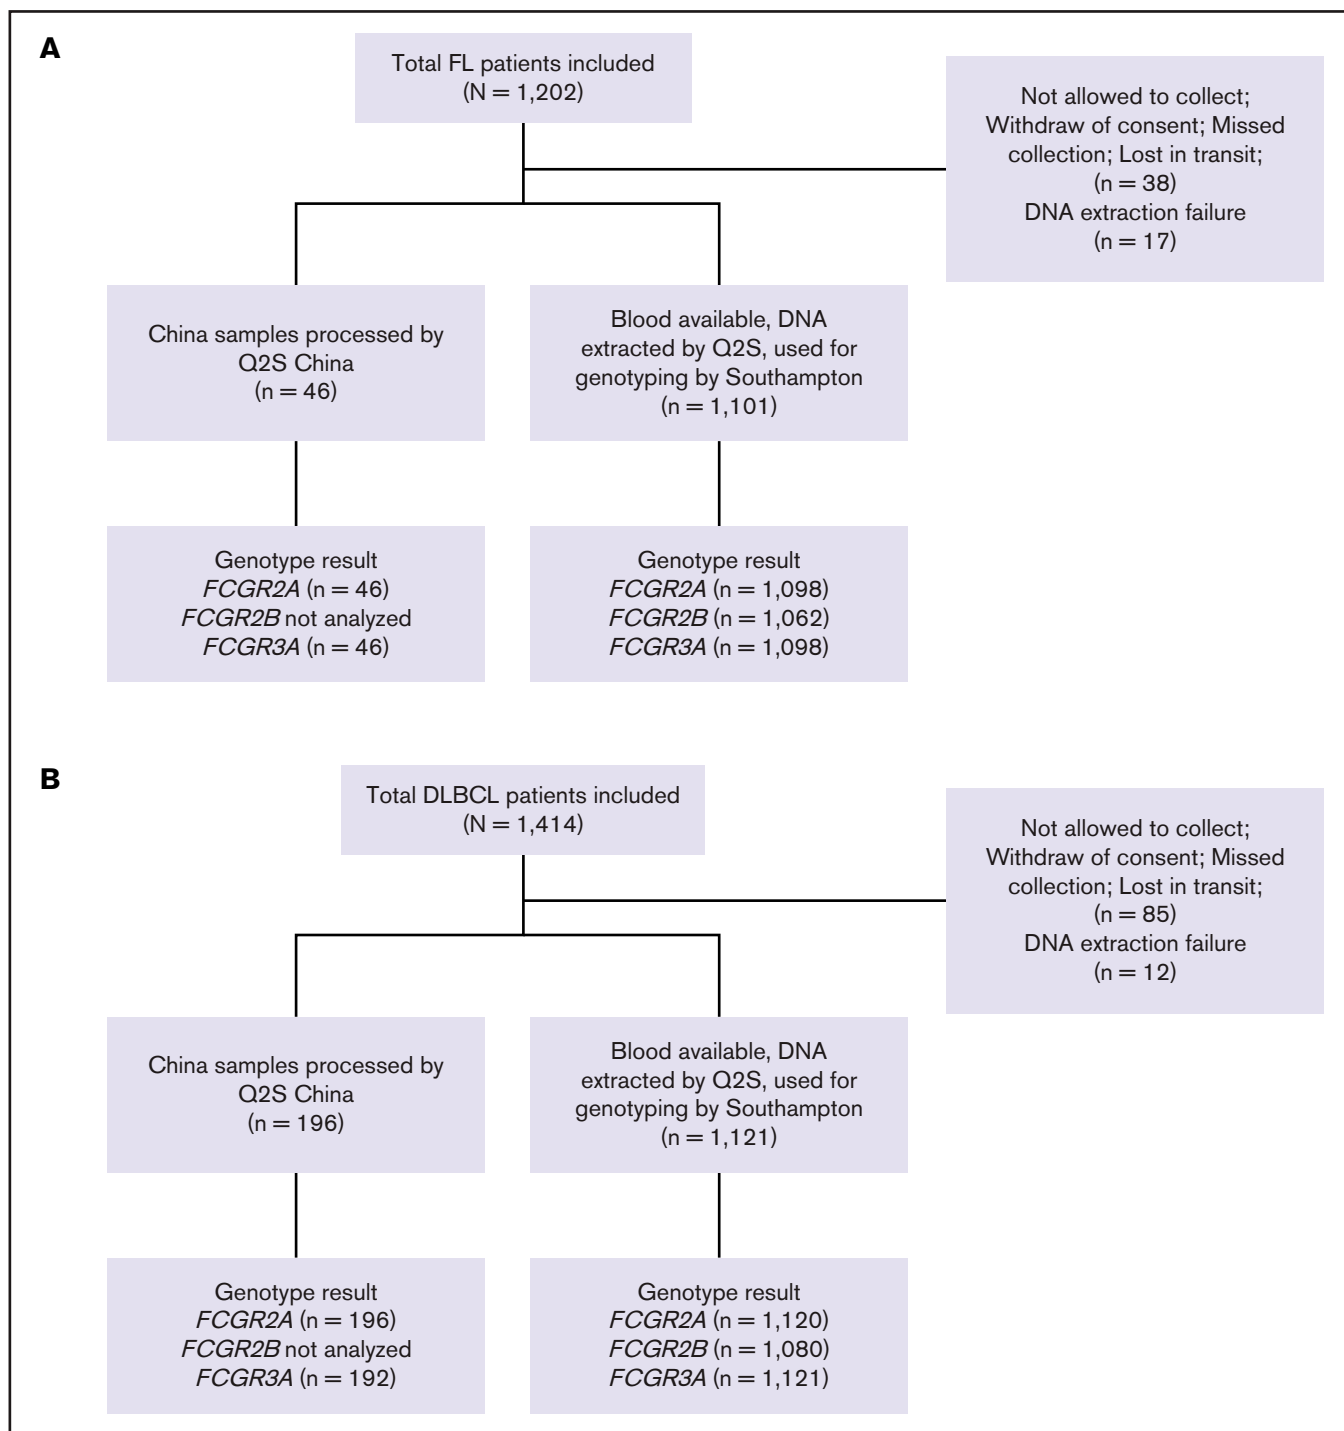 A
Total FL patients included
(N = 1,202)
Not allowed to collect;
Withdraw of consent; Missed
collection; Lost in transit;
(n = 38)
DNA extraction failure
(n = 17)
China samples processed by
Q2S China
(n = 46)
Blood available, DNA
extracted by Q2S, used for
genotyping by Southampton
(n = 1,101)
Genotype result
FCGR2A (n = 46)
FCGR2B not analyzed
FCGR3A (n = 46)
Genotype result
FCGR2A (n = 1,098)
FCGR2B (n = 1,062)
FCGR3A (n = 1,098)
B
Total DLBCL patients included
(N = 1,414)
Not allowed to collect;
Withdraw of consent; Missed
collection; Lost in transit;
(n = 85)
DNA extraction failure
(n = 12)
China samples processed by
Q2S China
(n = 196)
Blood available, DNA
extracted by Q2S, used for
genotyping by Southampton
(n = 1,121)
Genotype result
FCGR2A (n = 196)
FCGR2B not analyzed
FCGR3A (n = 192)
Genotype result
FCGR2A (n = 1,120)
FCGR2B (n = 1,080)
FCGR3A (n = 1,121)